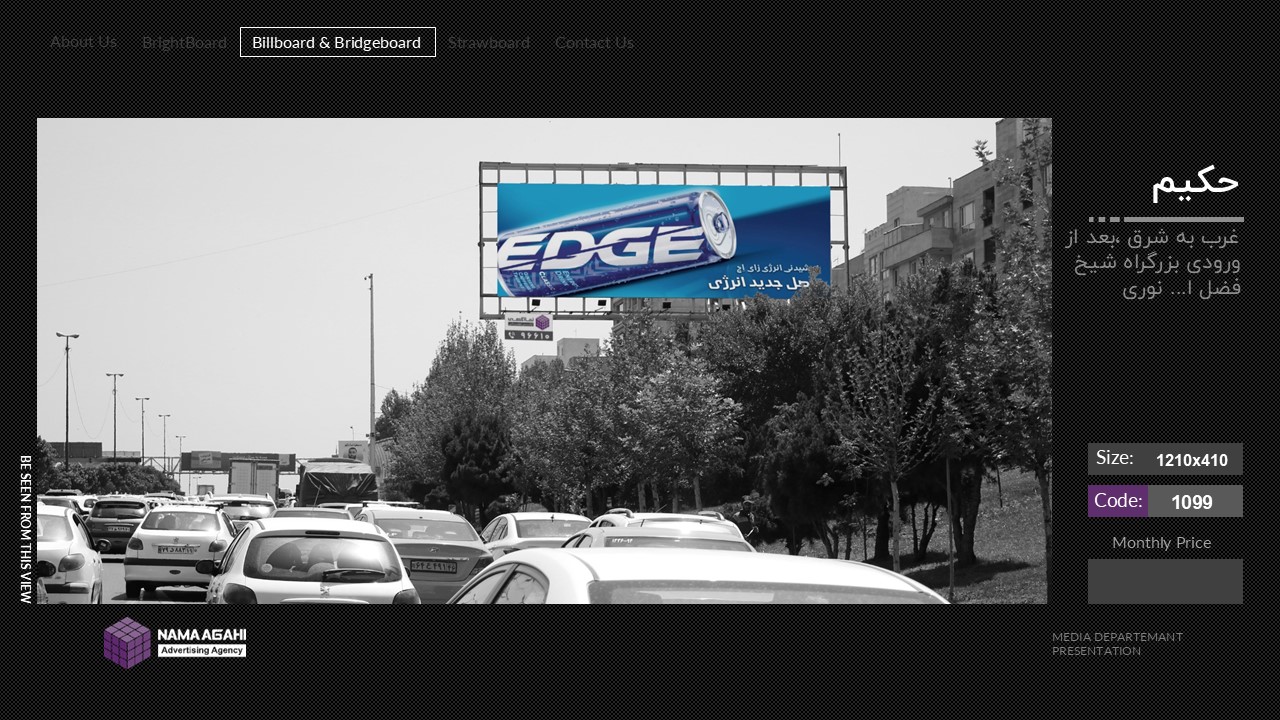 About Us
BrightBoard
Billboard & Bridgeboard
Strawboard
Contact Us
حکیم
غرب به شرق ،بعد از
ورودی بزرگراه شیخ
فضل ا... نوری
EDGE
نوشیدنی انرژی زای اج
نسل جدید انرژی
۹۶۶۱۰
Size:
1210x410
Code:
1099
Monthly Price
BE SEEN FROM THIS VIEW
NAMA AGAHI
Advertising Agency
MEDIA DEPARTEMANT
PRESENTATION